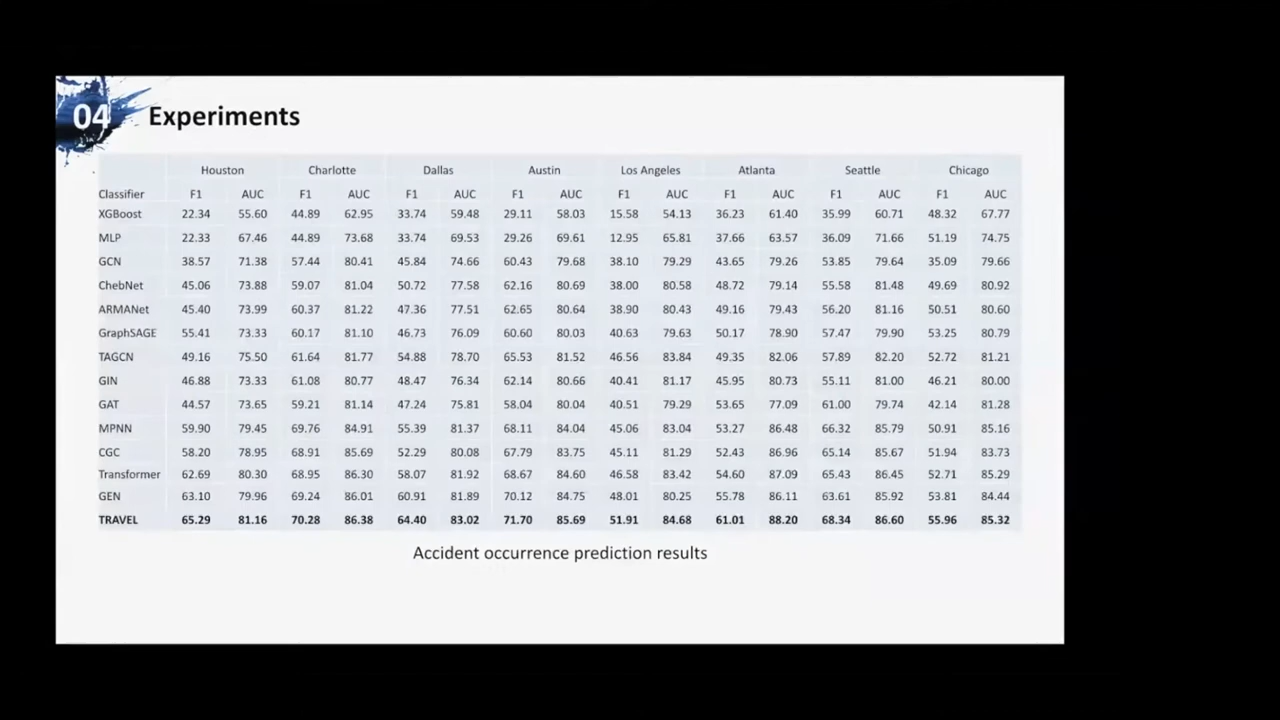 04 Experiments
Houston Charlotte Dallas Austin Los Angeles Atlanta Seattle Chicago
Classifier F1 AUC F1 AUC F1 AUC F1 AUC F1 AUC F1 AUC F1 AUC F1 AUC
XGBoost 22.34 55.60 44.89 62.95 33.74 59.48 29.11 58.03 15.58 54.13 36.23 61.40 35.99 60.71 48.32 67.77
MLP 22.33 67.46 44.89 73.68 33.74 69.53 29.26 69.61 12.95 65.81 37.66 63.57 36.09 71.66 51.19 74.75
GCN 38.57 71.38 57.44 80.41 45.84 74.66 60.43 79.68 38.10 79.29 43.65 79.26 53.85 79.64 35.09 79.66
ChebNet 45.06 73.88 59.07 81.04 50.72 77.58 62.16 80.69 38.00 80.58 48.72 79.14 55.58 81.48 49.69 80.92
ARMANet 45.40 73.99 60.37 81.22 47.36 77.51 62.65 80.64 38.90 80.43 49.16 79.43 56.20 81.16 50.51 80.60
GraphSAGE 55.41 73.33 60.17 81.10 46.73 76.09 60.60 80.03 40.63 79.63 50.17 78.90 57.47 79.90 53.25 80.79
TAGCN 49.16 75.50 61.64 81.77 54.88 78.70 65.53 81.52 46.56 83.84 49.35 82.06 57.89 82.20 52.72 81.21
GIN 46.88 73.33 61.08 80.77 48.47 76.34 62.14 80.66 40.41 81.17 45.95 80.73 55.11 81.00 46.21 80.00
GAT 44.57 73.65 59.21 81.14 47.24 75.81 58.04 80.04 40.51 79.29 53.65 77.09 61.00 79.74 42.14 81.28
MPNN 59.90 79.45 69.76 84.91 55.39 81.37 68.11 84.04 45.06 83.04 53.27 86.48 66.32 85.79 50.91 85.16
CGC 58.20 78.95 68.91 85.69 52.29 80.08 67.79 83.75 45.11 81.29 52.43 86.96 65.14 85.67 51.94 83.73
Transformer 62.69 80.30 68.95 86.30 58.07 81.92 68.67 84.60 46.58 83.42 54.60 87.09 65.43 86.45 52.71 85.29
GEN 63.10 79.96 69.24 86.01 60.91 81.89 70.12 84.75 48.01 80.25 55.78 86.11 63.61 85.92 53.81 84.44
TRAVEL 65.29 81.16 70.28 86.38 64.40 83.02 71.70 85.69 51.91 84.68 61.01 88.20 68.34 86.60 55.96 85.32
Accident occurrence prediction results